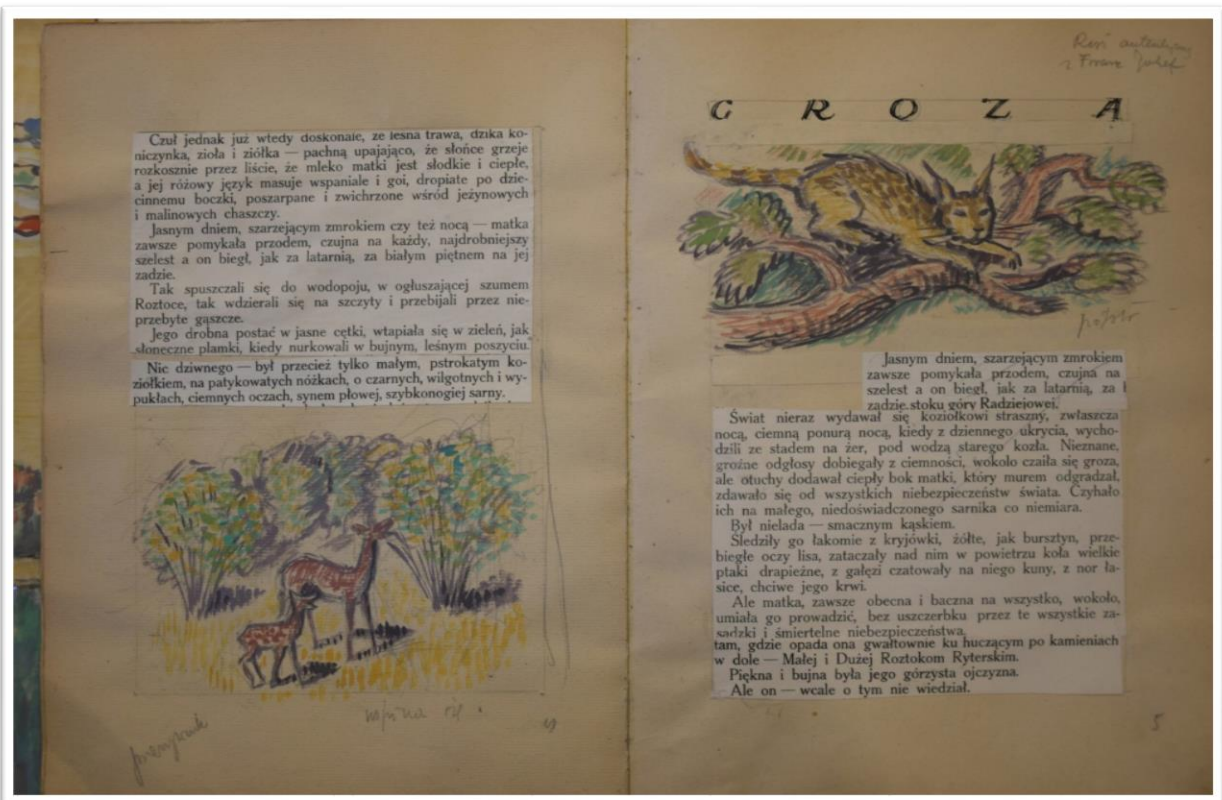 Czuł jednak już wtedy doskonale, że leśna trawa, dzika ko-
niczynka, zioła i ziółka — pachną upajająco, że słońce grzeje
rozkosznie przez liście, że mleko matki jest słodkie i ciepłe,
a jej różowy język masuje wspaniale i goi, dropiate po dzie-
cinnemu boczki, poszarpane i zwichrzone wśród jeżynowych
i malinowych chaszczy.
Jasnym dniem, szarzejącym zmrokiem czy też nocą — matka
zawsze pomykała przodem, czujna na każdy, najdrobniejszy
szelest a on biegł, jak za latarnią, za białym piętnem na jej
zadzie.
Tak spuszczali się do wodopoju, w ogłuszającej szumem
Roztoce, tak wdzierali się na szczyty i przebijali przez nie-
przebyte gąszcze.
Jego drobna postać w jasne cętki, wtapiała się w zieleń, jak
słoneczne plamki, kiedy nurkowali w bujnym, leśnym poszyciu.
Nic dziwnego — był przecież tylko małym, pstrokatym ko-
ziołkiem, na patykowatych nóżkach, o czarnych, wilgotnych i wy-
pukłach, ciemnych oczach, synem płowej, szybkonogiej sarny.
4
Franz Josef
G R O Z A
Jasnym dniem, szarzejącym zmrokiem
zawsze pomykała przodem, czujna na
szelest a on biegł, jak za latarnią, za
zadzie. stoku góry Radziejowej.
Świat nieraz wydawał się koziołkowi straszny, zwłaszcza
nocą, ciemną ponurą nocą, kiedy z dziennego ukrycia, wycho-
dzili ze stadem na żer, pod wodzą starego kozła. Nieznane,
groźne odgłosy dobiegały z ciemności, wokoło czaiła się groza,
ale otuchy dodawał ciepły bok matki, który murem odgradzał,
zdawało się od wszystkich niebezpieczeństw świata. Czyhało
ich na małego, niedoświadczonego sarnika co niemiara.
Był nielada — smacznym kąskiem.
Śledziły go łakomie z kryjówki, żółte, jak bursztyn, prze-
biegłe oczy lisa, zataczały nad nim w powietrzu koła wielkie
ptaki drapieżne, z gałęzi czatowały na niego kuny, z nor ła-
sice, chciwe jego krwi.
Ale matka, zawsze obecna i baczna na wszystko, wokoło,
umiała go prowadzić, bez uszczerbku przez te wszystkie za-
sadzki i śmiertelne niebezpieczeństwa.
tam, gdzie opada ona gwałtownie ku huczącym po kamieniach
w dole — Małej i Dużej Roztokom Ryterskim.
Piękna i bujna była jego górzysta ojczyzna.
Ale on — wcale o tym nie wiedział.
5